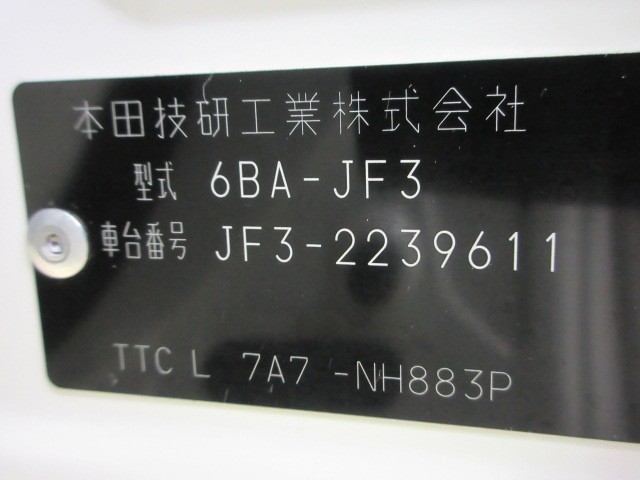 本田技研工業株式会社
型式 6BA-JF3
車台番号 JF3-2239611
TTC L 7A7 -NH883P